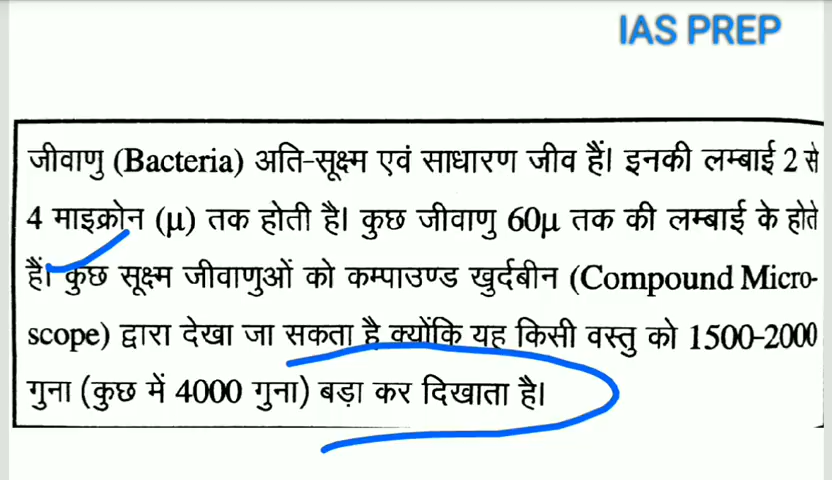 IAS PREP
जीवाणु (Bacteria) अति-सूक्ष्म एवं साधारण जीव हैं। इनकी लम्बाई 2 से
4 माइक्रोन (µ) तक होती है। कुछ जीवाणु 60µ तक की लम्बाई के होते
हैं। कुछ सूक्ष्म जीवाणुओं को कम्पाउण्ड खुर्दबीन (Compound Micro-
scope) द्वारा देखा जा सकता है क्योंकि यह किसी वस्तु को 1500-2000
गुना (कुछ में 4000 गुना) बड़ा कर दिखाता है।